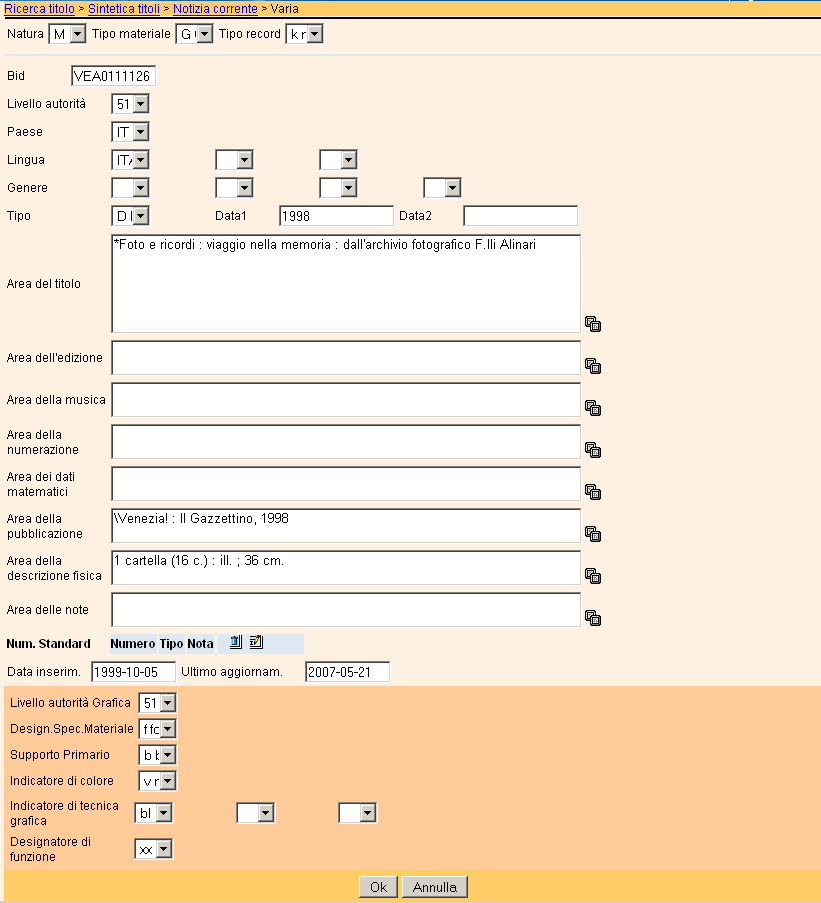 Ricerca titolo > Sintetica titoli > Notizia corrente > Varia
Natura M Tipo materiale G Tipo record k r
Bid VEA0111126
Livello autorità 51
Paese IT
Lingua IT
Genere
Tipo D Data1 1998 Data2
Area del titolo *Foto e ricordi : viaggio nella memoria : dall'archivio fotografico F.lli Alinari
Area dell'edizione
Area della musica
Area della
numerazione
Area dei dati
matematici
Area della
pubblicazione \Venezia! : Il Gazzettino, 1998
Area della
descrizione fisica 1 cartella (16 c.) : ill. ; 36 cm.
Area delle note
Num. Standard Numero Tipo Nota
Data inserim. 1999-10-05 Ultimo aggiornam. 2007-05-21
Livello autorità Grafica 51
Design.Spec.Materiale
Supporto Primario b
Indicatore di colore v r
Indicatore di tecnica
grafica bl
Designatore di
funzione xx
Ok Annulla